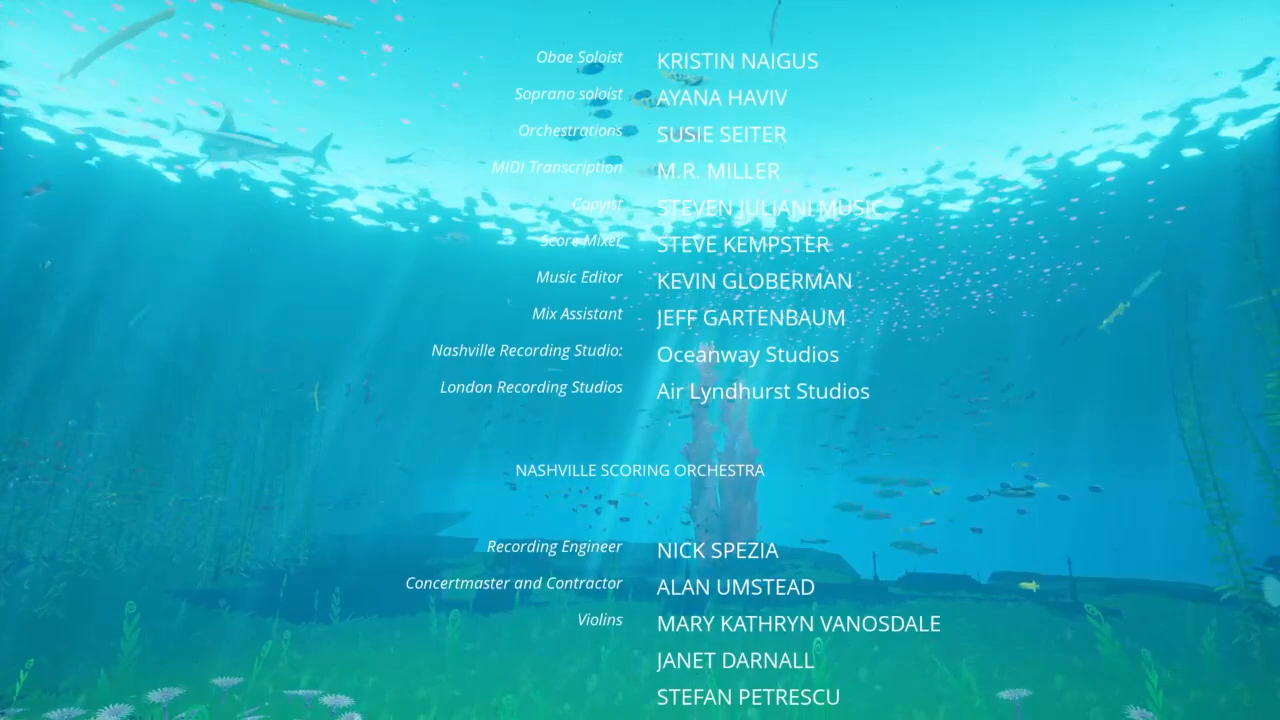 Oboe Soloist KRISTIN NAIGUS
Soprano soloist AYANA HAVIV
Orchestrations SUSIE SEITER
MIDI Transcription M.R. MILLER
Copyist STEVEN JULIANI MUSIC
Score Mixer STEVE KEMPSTER
Music Editor KEVIN GLOBERMAN
Mix Assistant JEFF GARTENBAUM
Nashville Recording Studio: Oceanway Studios
London Recording Studios Air Lyndhurst Studios
NASHVILLE SCORING ORCHESTRA
Recording Engineer NICK SPEZIA
Concertmaster and Contractor ALAN UMSTEAD
Violins MARY KATHRYN VANOSDALE
JANET DARNALL
STEFAN PETRESCU